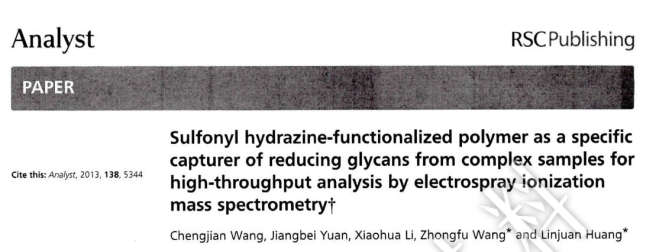 Analyst
RSCPublishing
PAPER
Cite this: Analyst, 2013, 138, 5344
Sulfonyl hydrazine-functionalized polymer as a specific
capturer of reducing glycans from complex samples for
high-throughput analysis by electrospray ionization
mass spectrometry†
Chengjian Wang, Jiangbei Yuan, Xiaohua Li, Zhongfu Wang* and Linjuan Huang*